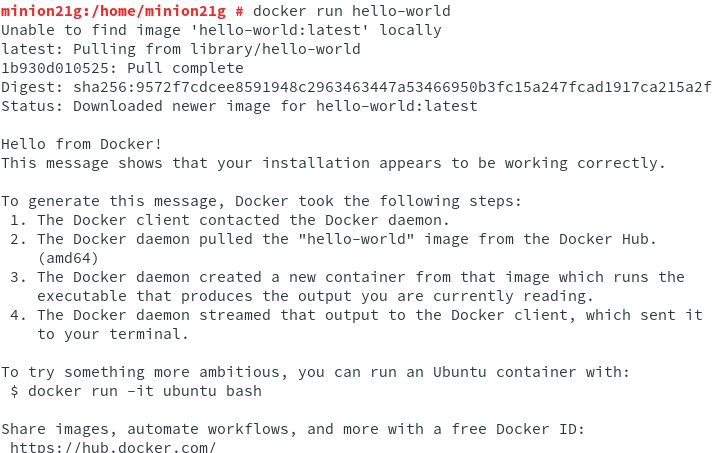 minion21g:/home/minion21g # docker run hello-world
Unable to find image 'hello-world:latest' locally
latest: Pulling from library/hello-world
1b930d010525: Pull complete
Digest: sha256:9572f7cdcee8591948c2963463447a53466950b3fc15a247fcad1917ca215a2f
Status: Downloaded newer image for hello-world:latest

Hello from Docker!
This message shows that your installation appears to be working correctly.

To generate this message, Docker took the following steps:
 1. The Docker client contacted the Docker daemon.
 2. The Docker daemon pulled the "hello-world" image from the Docker Hub.
    (amd64)
 3. The Docker daemon created a new container from that image which runs the
    executable that produces the output you are currently reading.
 4. The Docker daemon streamed that output to the Docker client, which sent it
    to your terminal.

To try something more ambitious, you can run an Ubuntu container with:
 $ docker run -it ubuntu bash

Share images, automate workflows, and more with a free Docker ID:
 https://hub.docker.com/